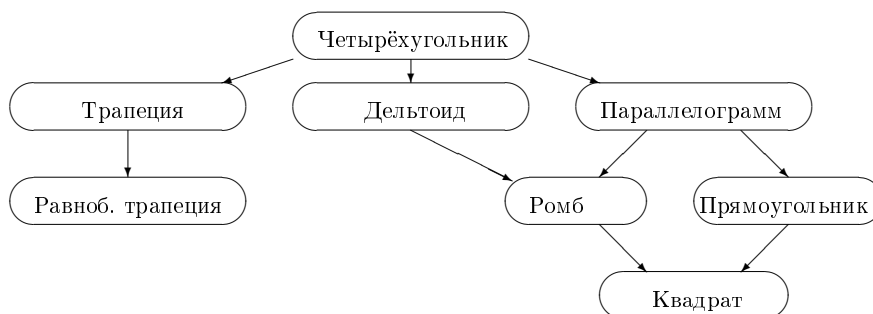 Четырёхугольник
Трапеция
Дельтоид
Параллелограмм
Равноб. трапеция
Ромб
Прямоугольник
Квадрат